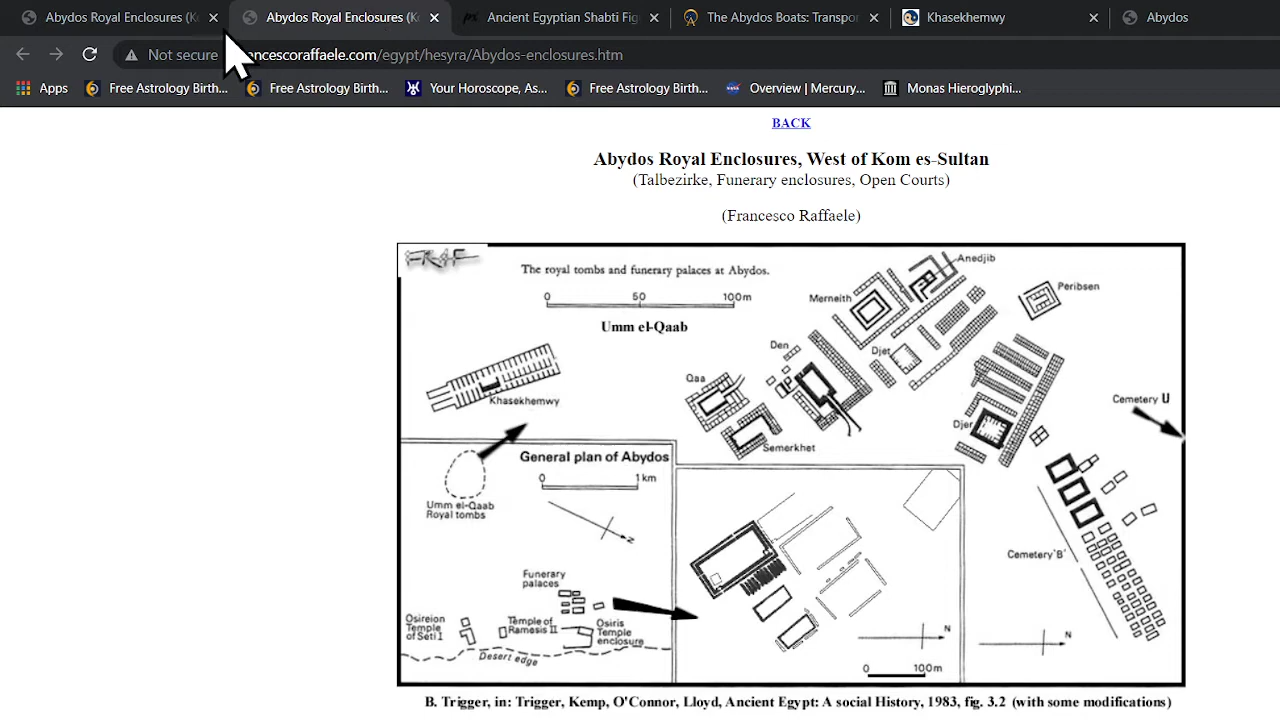 Abydos Royal Enclosures (K
Abydos Royal Enclosures (K
Ancient Egyptian Shabti Fig
The Abydos Boats: Transpor
Khasekhemwy
Abydos
Not secure
ncescoraffaele.com/egypt/hesyra/Abydos-enclosures.htm
Apps
Free Astrology Birth...
Free Astrology Birth...
Your Horoscope, As...
Free Astrology Birth...
Overview | Mercury...
Monas Hieroglyphi...
BACK
Abydos Royal Enclosures, West of Kom es-Sultan
(Talbezirke, Funerary enclosures, Open Courts)
(Francesco Raffaele)
FRAF
The royal tombs and funerary palaces at Abydos.
0 50 100m
Umm el-Qaab
Anedjib
Merneith
Peribsen
Den
Djet
Qaa
Khasekhemwy
Cemetery U
Djer
Semerkhet
General plan of Abydos
0 1 km
Umm el-Qaab
Royal tombs
N
Cemetery 'B'
Funerary
palaces
Osireion
Temple
of Seti I
Temple of
Ramesis II
Osiris
Temple
enclosure
Desert edge
N
N
0 100m
B. Trigger, in: Trigger, Kemp, O'Connor, Lloyd, Ancient Egypt: A social History, 1983, fig. 3.2 (with some modifications)